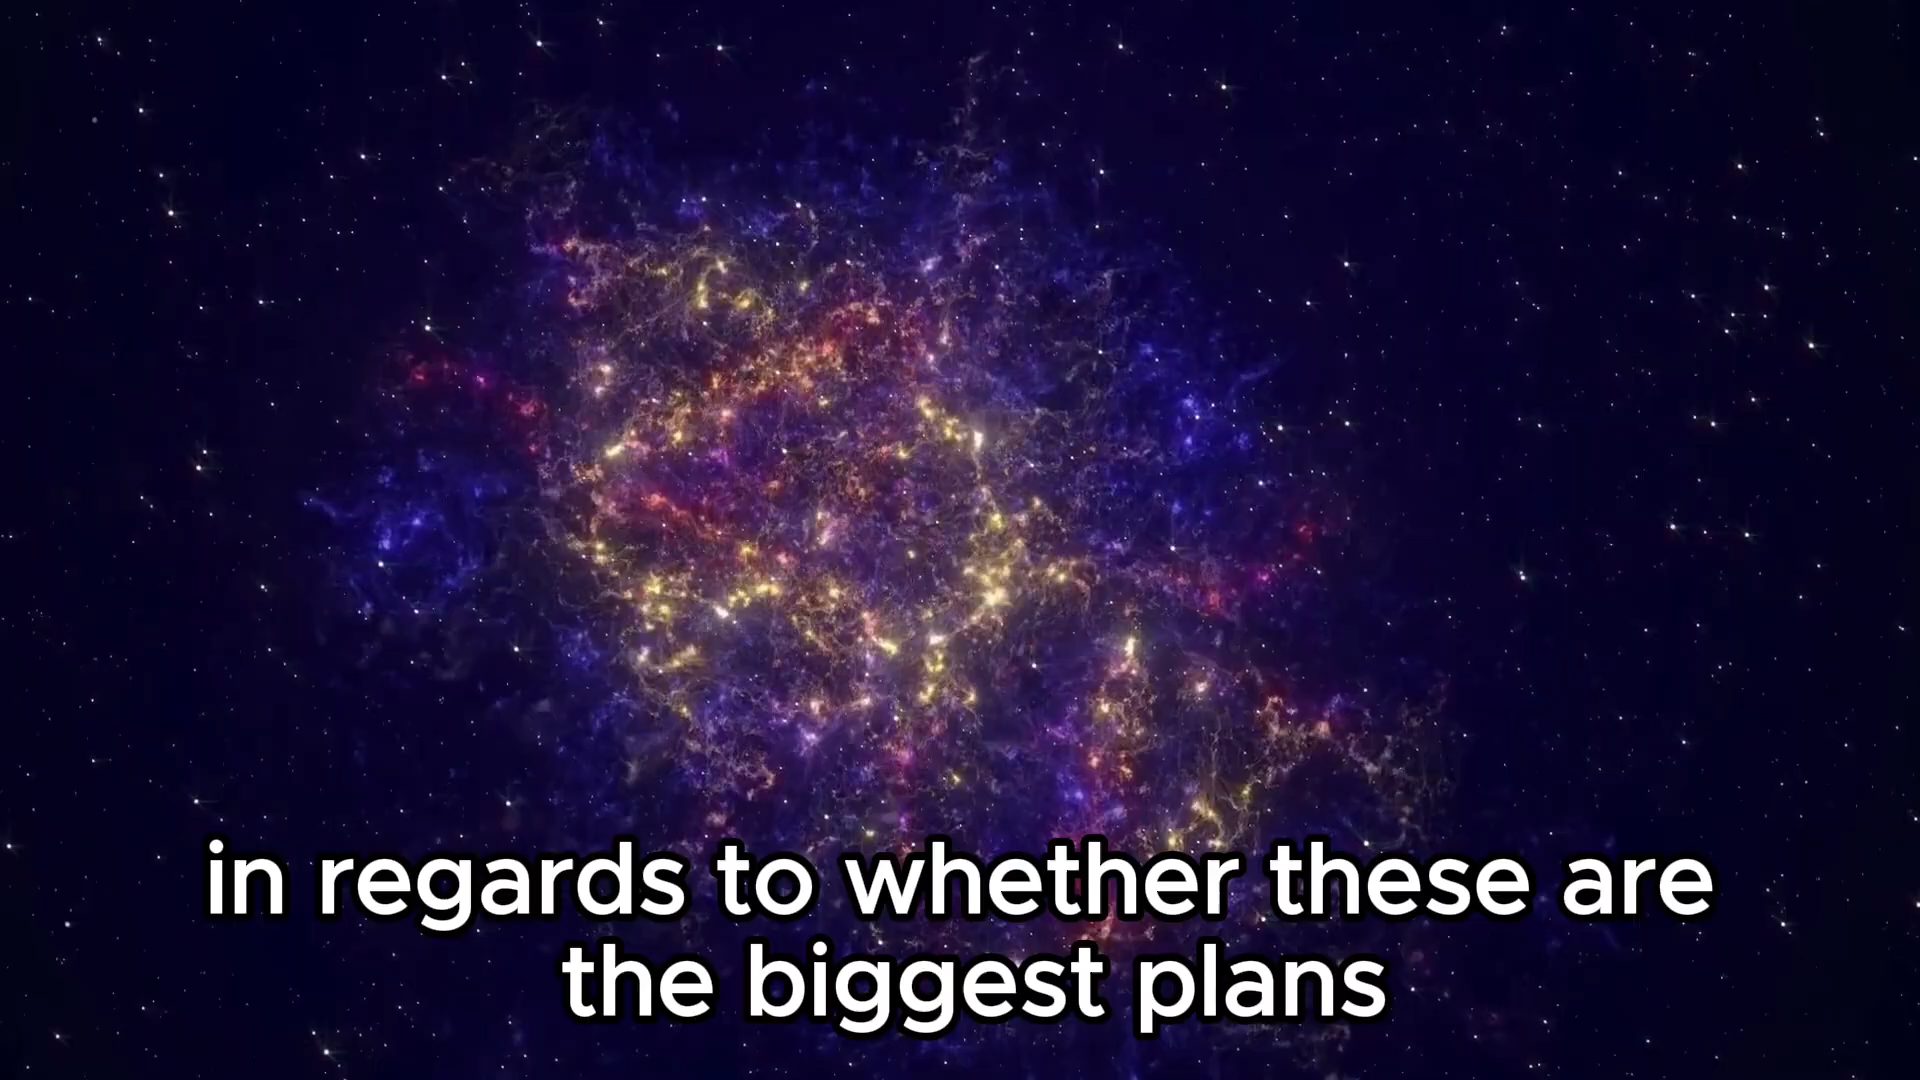 in regards to whether these are
the biggest plans